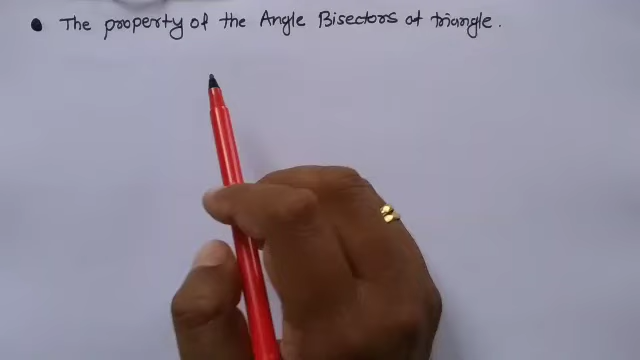 • The property of the Angle Bisectors of triangle.